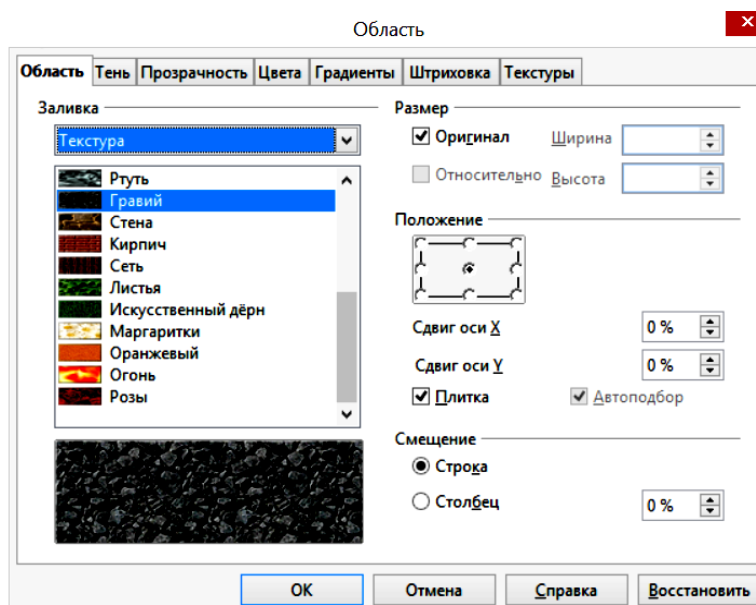 Область
Область Тень Прозрачность Цвета Градиенты Штриховка Текстуры
Заливка
Текстура
Ртуть
Гравий
Стена
Кирпич
Сеть
Листья
Искусственный дёрн
Маргаритки
Оранжевый
Огонь
Розы
Размер
Оригинал Ширина
Относительно Высота
Положение
Сдвиг оси X 0 %
Сдвиг оси Y 0 %
Плитка Автоподбор
Смещение
Строка
Столбец 0 %
ОК Отмена Справка Восстановить